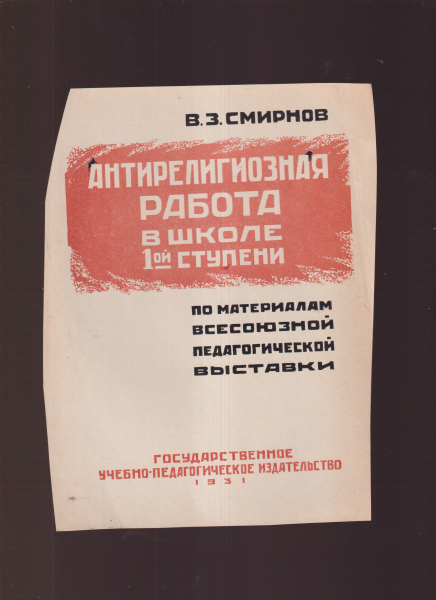 В.З.СМИРНОВ
АНТИРЕЛИГИОЗНАЯ
РАБОТА
В ШКОЛЕ
1ой СТУПЕНИ
ПО МАТЕРИАЛАМ
ВСЕСОЮЗНОЙ
ПЕДАГОГИЧЕСКОЙ
ВЫСТАВКИ
ГОСУДАРСТВЕННОЕ
УЧЕБНО-ПЕДАГОГИЧЕСКОЕ ИЗДАТЕЛЬСТВО
1931